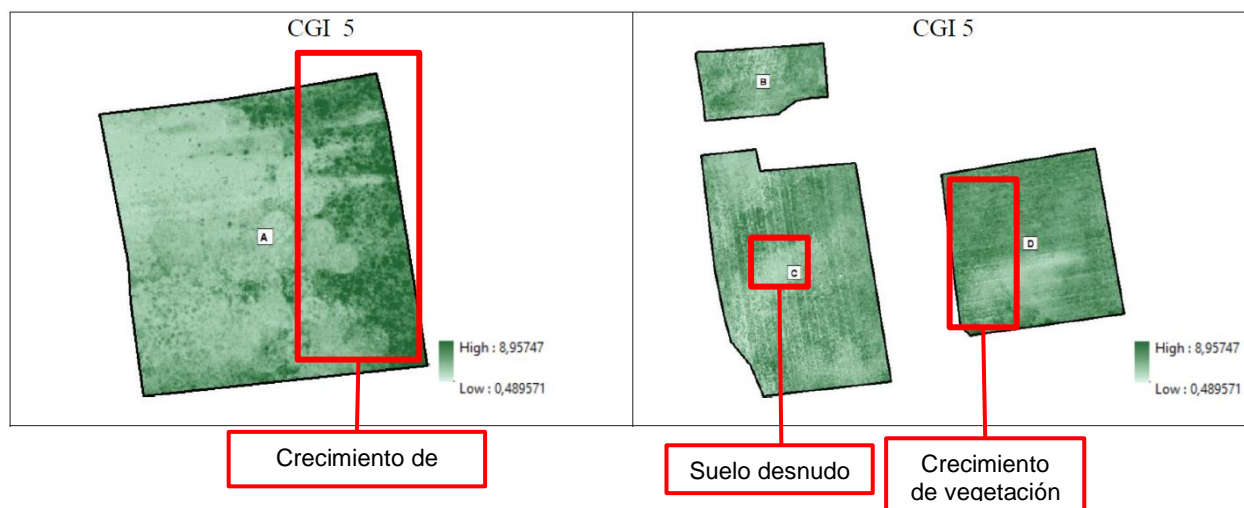 CGI 5
A
High : 8,95747
Low : 0,489571
Crecimiento de
CGI 5
B
C
D
High : 8,95747
Low : 0,489571
Suelo desnudo
Crecimiento
de vegetación